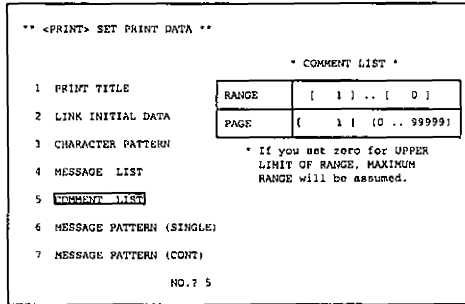 ** <PRINT> SET PRINT DATA **
* COMMENT LIST *
1 PRINT TITLE
2 LINK INITIAL DATA
3 CHARACTER PATTERN
4 MESSAGE LIST
5 COMMENT LIST
6 MESSAGE PATTERN (SINGLE)
7 MESSAGE PATTERN (CONT)
RANGE [ 1 ] .. [ 0 ]
PAGE [ 1 ] (0 .. 99999)
* If you set zero for UPPER
LIMIT OF RANGE, MAXIMUM
RANGE will be assumed.
NO.? 5